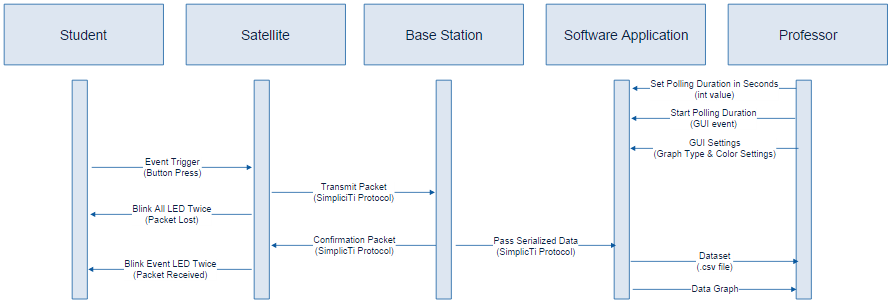 Student
Satellite
Base Station
Software Application
Professor
Set Polling Duration in Seconds
(int value)
Start Polling Duration
(GUI event)
GUI Settings
(Graph Type & Color Settings)
Event Trigger
(Button Press)
Transmit Packet
(SimpliciTi Protocol)
Blink All LED Twice
(Packet Lost)
Confirmation Packet
(SimplicTi Protocol)
Pass Serialized Data
(SimplicTi Protocol)
Dataset
(.csv file)
Blink Event LED Twice
(Packet Received)
Data Graph